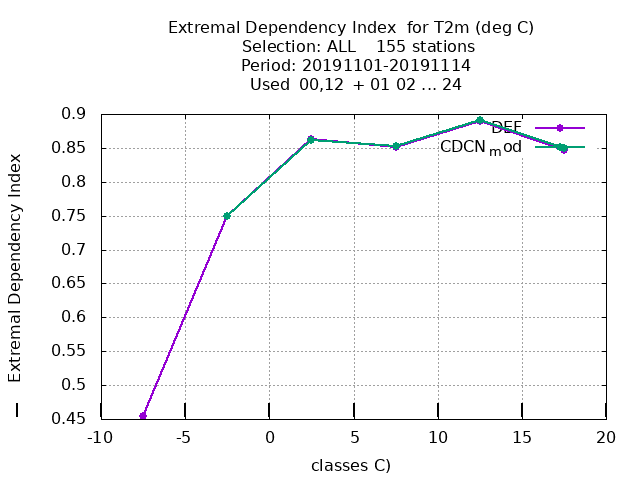 Extremal Dependency Index  for T2m (deg C)
Selection: ALL    155 stations
Period: 20191101-20191114
Used  00,12  + 01 02 ... 24
Extremal Dependency Index
0.9
0.85
0.8
0.75
0.7
0.65
0.6
0.55
0.5
0.45
DEF
CDCNmod
-10 -5 0 5 10 15 20
classes C)